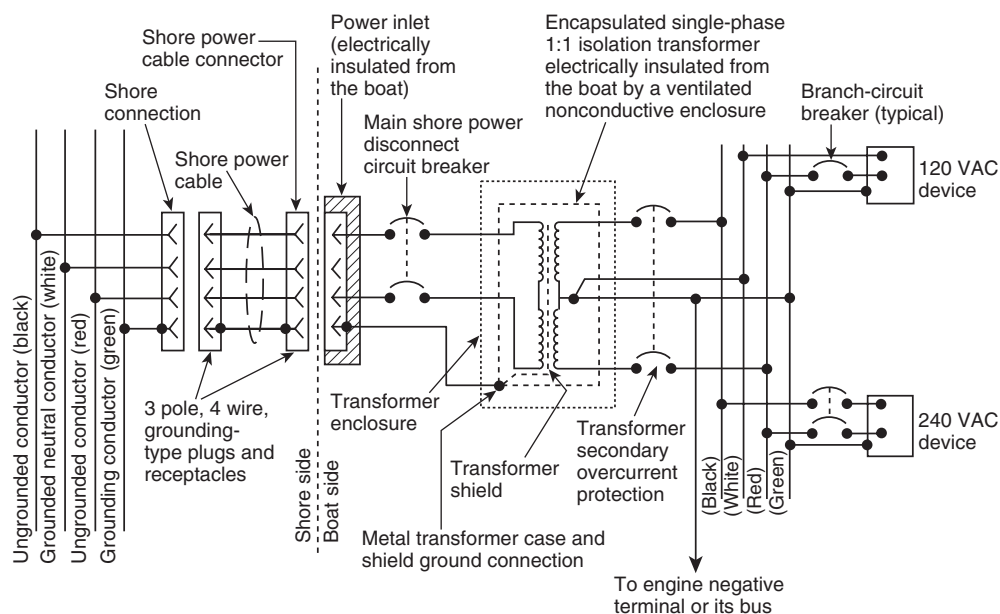 Shore
connection
Shore power
cable
Shore power
cable connector
Power inlet
(electrically
insulated from
the boat)
Main shore power
disconnect
circuit breaker
Encapsulated single-phase
1:1 isolation transformer
electrically insulated from
the boat by a ventilated
nonconductive enclosure
Branch-circuit
breaker (typical)
120 VAC
device
240 VAC
device
Ungrounded conductor (black)
Grounded neutral conductor (white)
Ungrounded conductor (red)
Grounding conductor (green)
3 pole, 4 wire,
grounding-
type plugs and
receptacles
Shore side
Boat side
Transformer
enclosure
Transformer
shield
Metal transformer case and
shield ground connection
Transformer
secondary
overcurrent
protection
(Black)
(White)
(Red)
(Green)
To engine negative
terminal or its bus